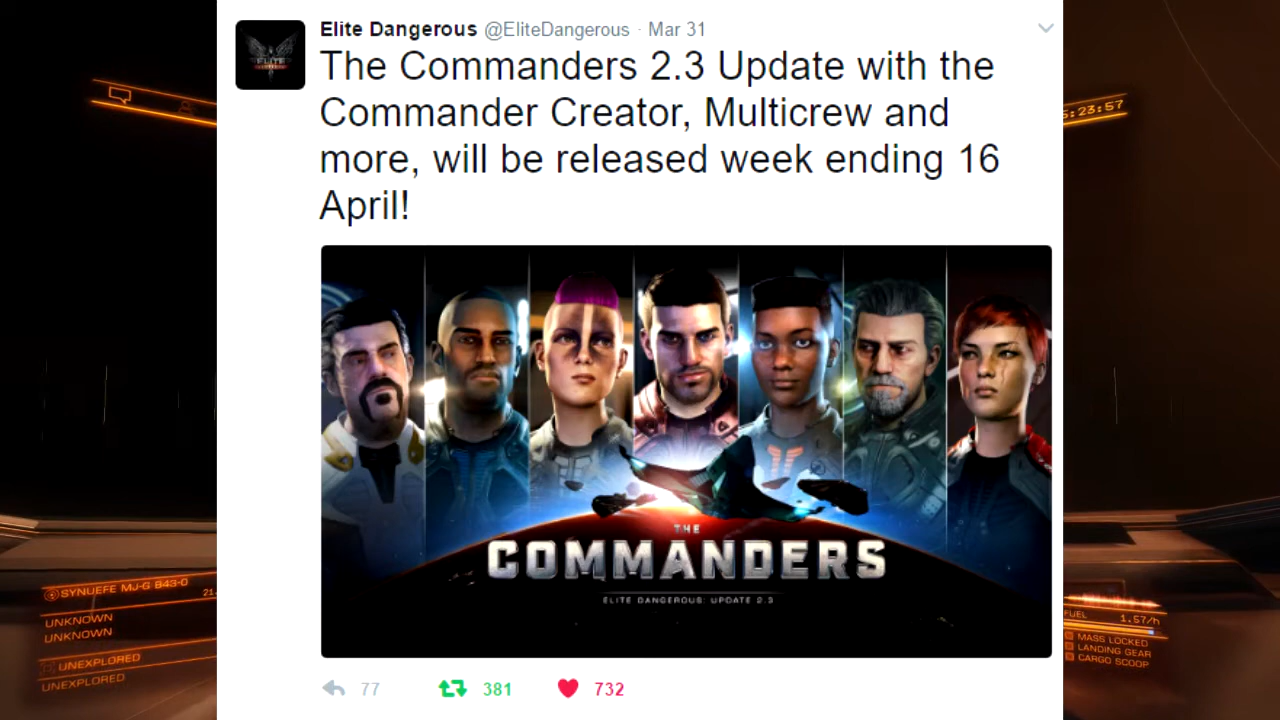 Elite Dangerous @EliteDangerous · Mar 31
The Commanders 2.3 Update with the
Commander Creator, Multicrew and
more, will be released week ending 16
April!
ELITE
THE
COMMANDERS
ELITE DANGEROUS: UPDATE 2.3
77 381 732
:23:57
SYNUEFE MJ-G B43-0
21.
UNKNOWN
UNKNOWN
UNEXPLORED
UNEXPLORED
FUEL 1.57/h
MASS LOCKED
LANDING GEAR
CARGO SCOOP